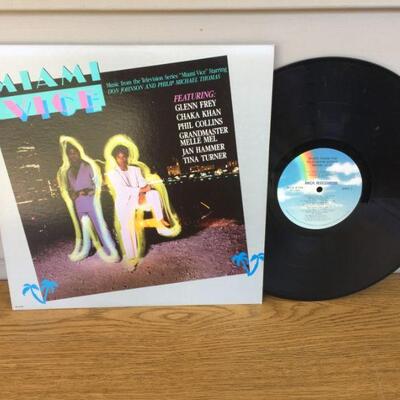 MIAMI
VICE
Music from the Television Series "Miami Vice" Starring
DON JOHNSON AND PHILIP MICHAEL THOMAS
FEATURING:
GLENN FREY
CHAKA KHAN
PHIL COLLINS
GRANDMASTER
MELLE MEL
JAN HAMMER
TINA TURNER
MCA RECORDS